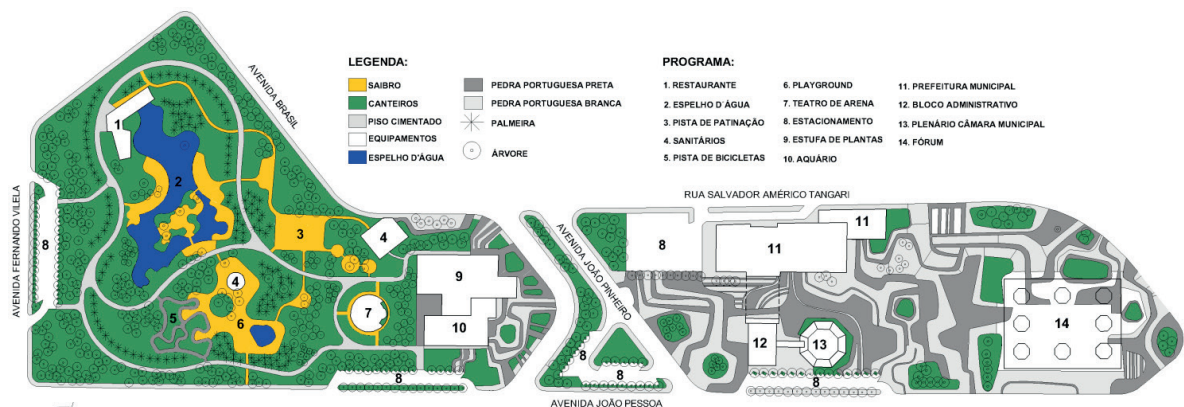 LEGENDA:
SAIBRO
CANTEIROS
PISO CIMENTADO
EQUIPAMENTOS
ESPELHO D'ÁGUA
PEDRA PORTUGUESA PRETA
PEDRA PORTUGUESA BRANCA
PALMEIRA
ÁRVORE
PROGRAMA:
1. RESTAURANTE
2. ESPELHO D´ÁGUA
3. PISTA DE PATINAÇÃO
4. SANITÁRIOS
5. PISTA DE BICICLETAS
6. PLAYGROUND
7. TEATRO DE ARENA
8. ESTACIONAMENTO
9. ESTUFA DE PLANTAS
10. AQUÁRIO
11. PREFEITURA MUNICIPAL
12. BLOCO ADMINISTRATIVO
13. PLENÁRIO CÂMARA MUNICIPAL
14. FÓRUM
AVENIDA BRASIL
AVENIDA FERNANDO VILELA
RUA SALVADOR AMÉRICO TANGARI
AVENIDA JOÃO PINHEIRO
AVENIDA JOÃO PESSOA
1
2
3
4
4
5
6
7
8
8
9
10
8
8
8
11
11
12
13
8
14